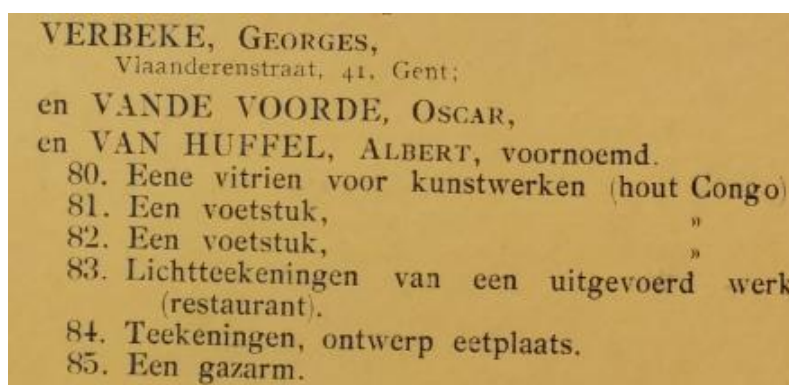 VERBEKE, GEORGES,
Vlaanderenstraat, 41, Gent;
en VANDE VOORDE, OSCAR,
en VAN HUFFEL, ALBERT, voornoemd.
80. Eene vitrien voor kunstwerken (hout Congo)
81. Een voetstuk, »
82. Een voetstuk, »
83. Lichtteekeningen van een uitgevoerd werk
(restaurant).
84. Teekeningen, ontwerp eetplaats.
85. Een gazarm.